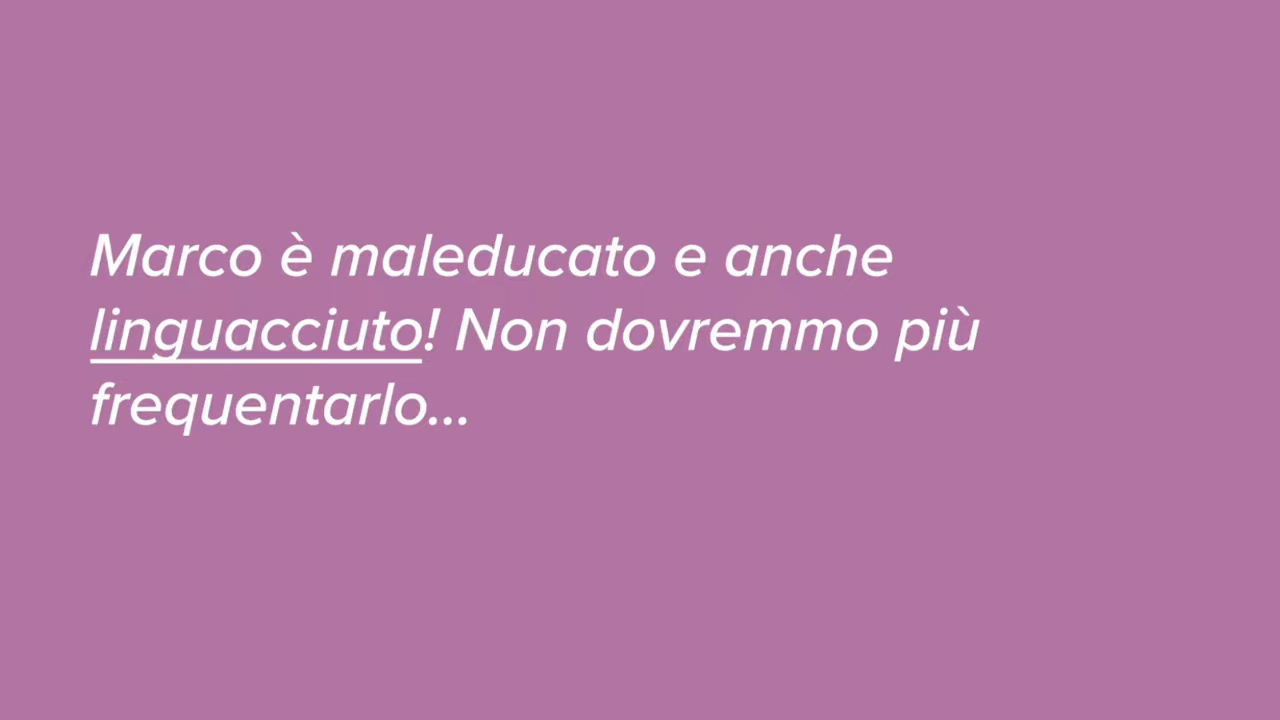 Marco è maleducato e anche
linguacciuto! Non dovremmo più
frequentarlo...